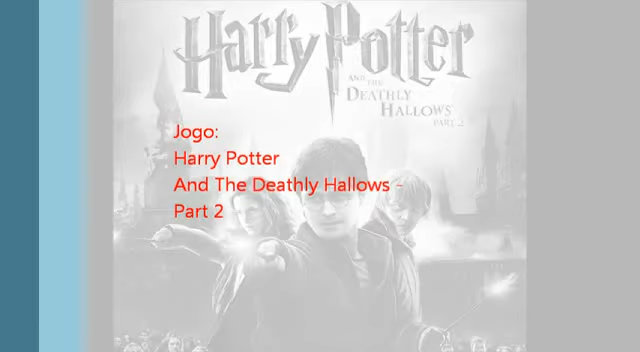 Harry Potter
AND THE
DEATHLY
HALLOWS
PART 2
Jogo:
Harry Potter
And The Deathly Hallows -
Part 2